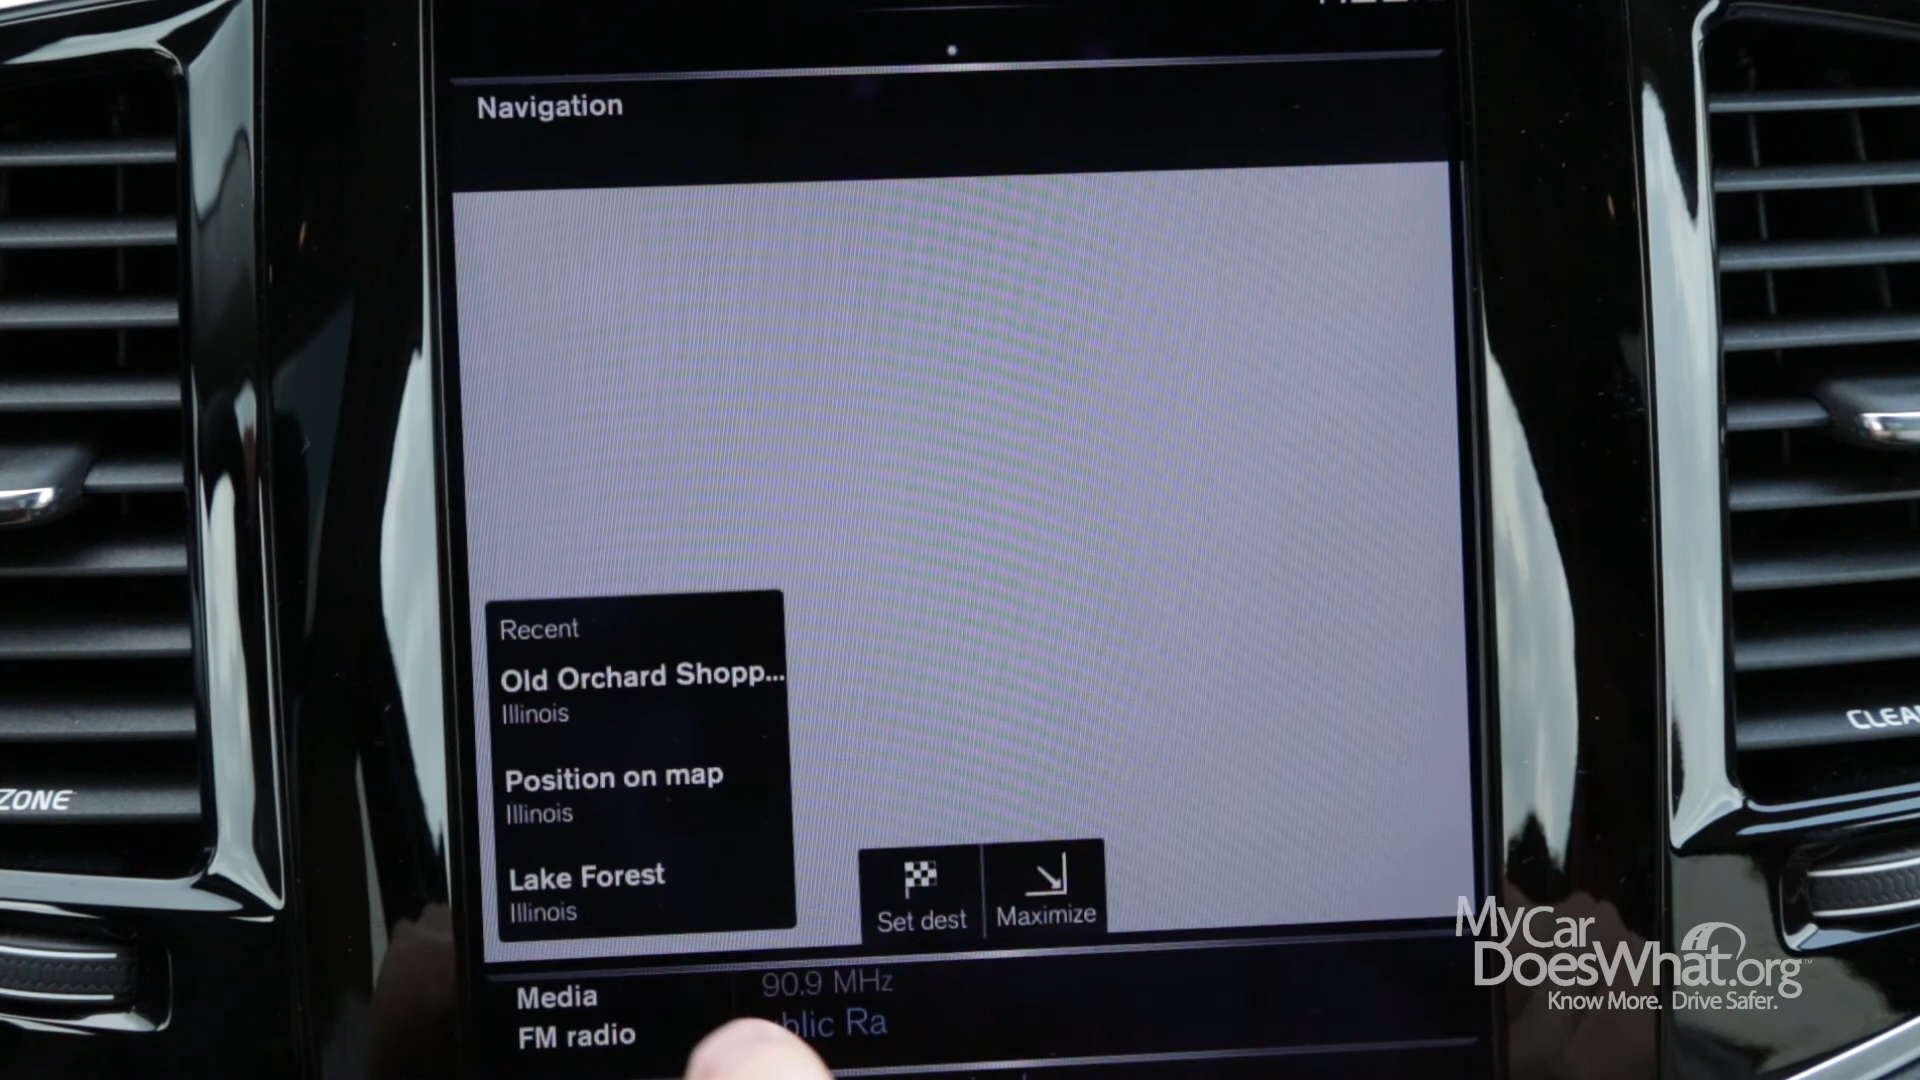 Navigation
Recent
Old Orchard Shopp...
Illinois
Position on map
Illinois
Lake Forest
Illinois
Set dest
Maximize
Media
FM radio
90.9 MHz
blic Ra
ZONE
CLEA
MyCar
DoesWhat.org™
Know More. Drive Safer.